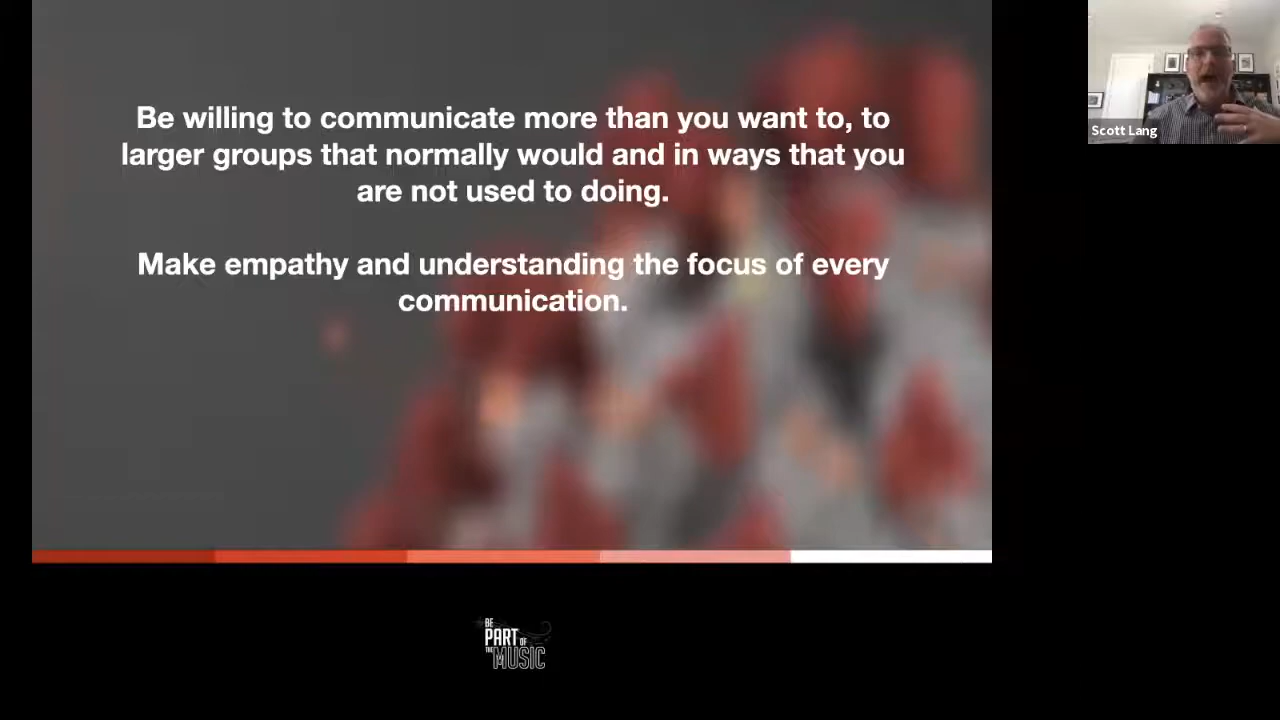 Be willing to communicate more than you want to, to
larger groups that normally would and in ways that you
are not used to doing.
Make empathy and understanding the focus of every
communication.
Scott Lang
BE
PART OF
THE MUSIC